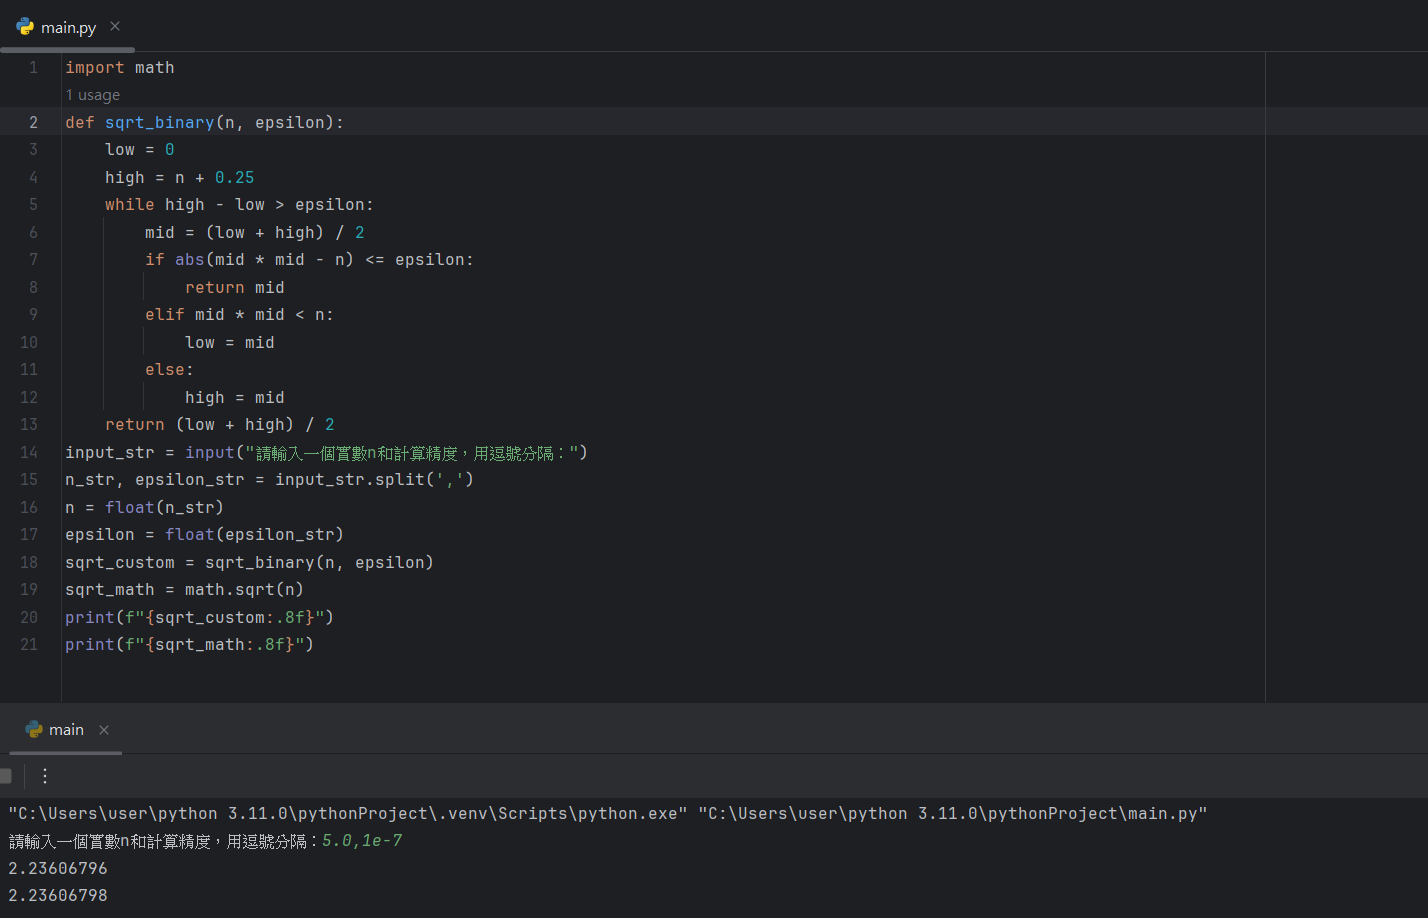 main.py
1 import math
1 usage
2 def sqrt_binary(n, epsilon):
3 low = 0
4 high = n + 0.25
5 while high - low > epsilon:
6 mid = (low + high) / 2
7 if abs(mid * mid - n) <= epsilon:
8 return mid
9 elif mid * mid < n:
10 low = mid
11 else:
12 high = mid
13 return (low + high) / 2
14 input_str = input("請輸入一個實數n和計算精度，用逗號分隔：")
15 n_str, epsilon_str = input_str.split(',')
16 n = float(n_str)
17 epsilon = float(epsilon_str)
18 sqrt_custom = sqrt_binary(n, epsilon)
19 sqrt_math = math.sqrt(n)
20 print(f"{sqrt_custom:.8f}")
21 print(f"{sqrt_math:.8f}")
main
"C:\Users\user\python 3.11.0\pythonProject\.venv\Scripts\python.exe" "C:\Users\user\python 3.11.0\pythonProject\main.py"
請輸入一個實數n和計算精度，用逗號分隔：5.0,1e-7
2.23606796
2.23606798